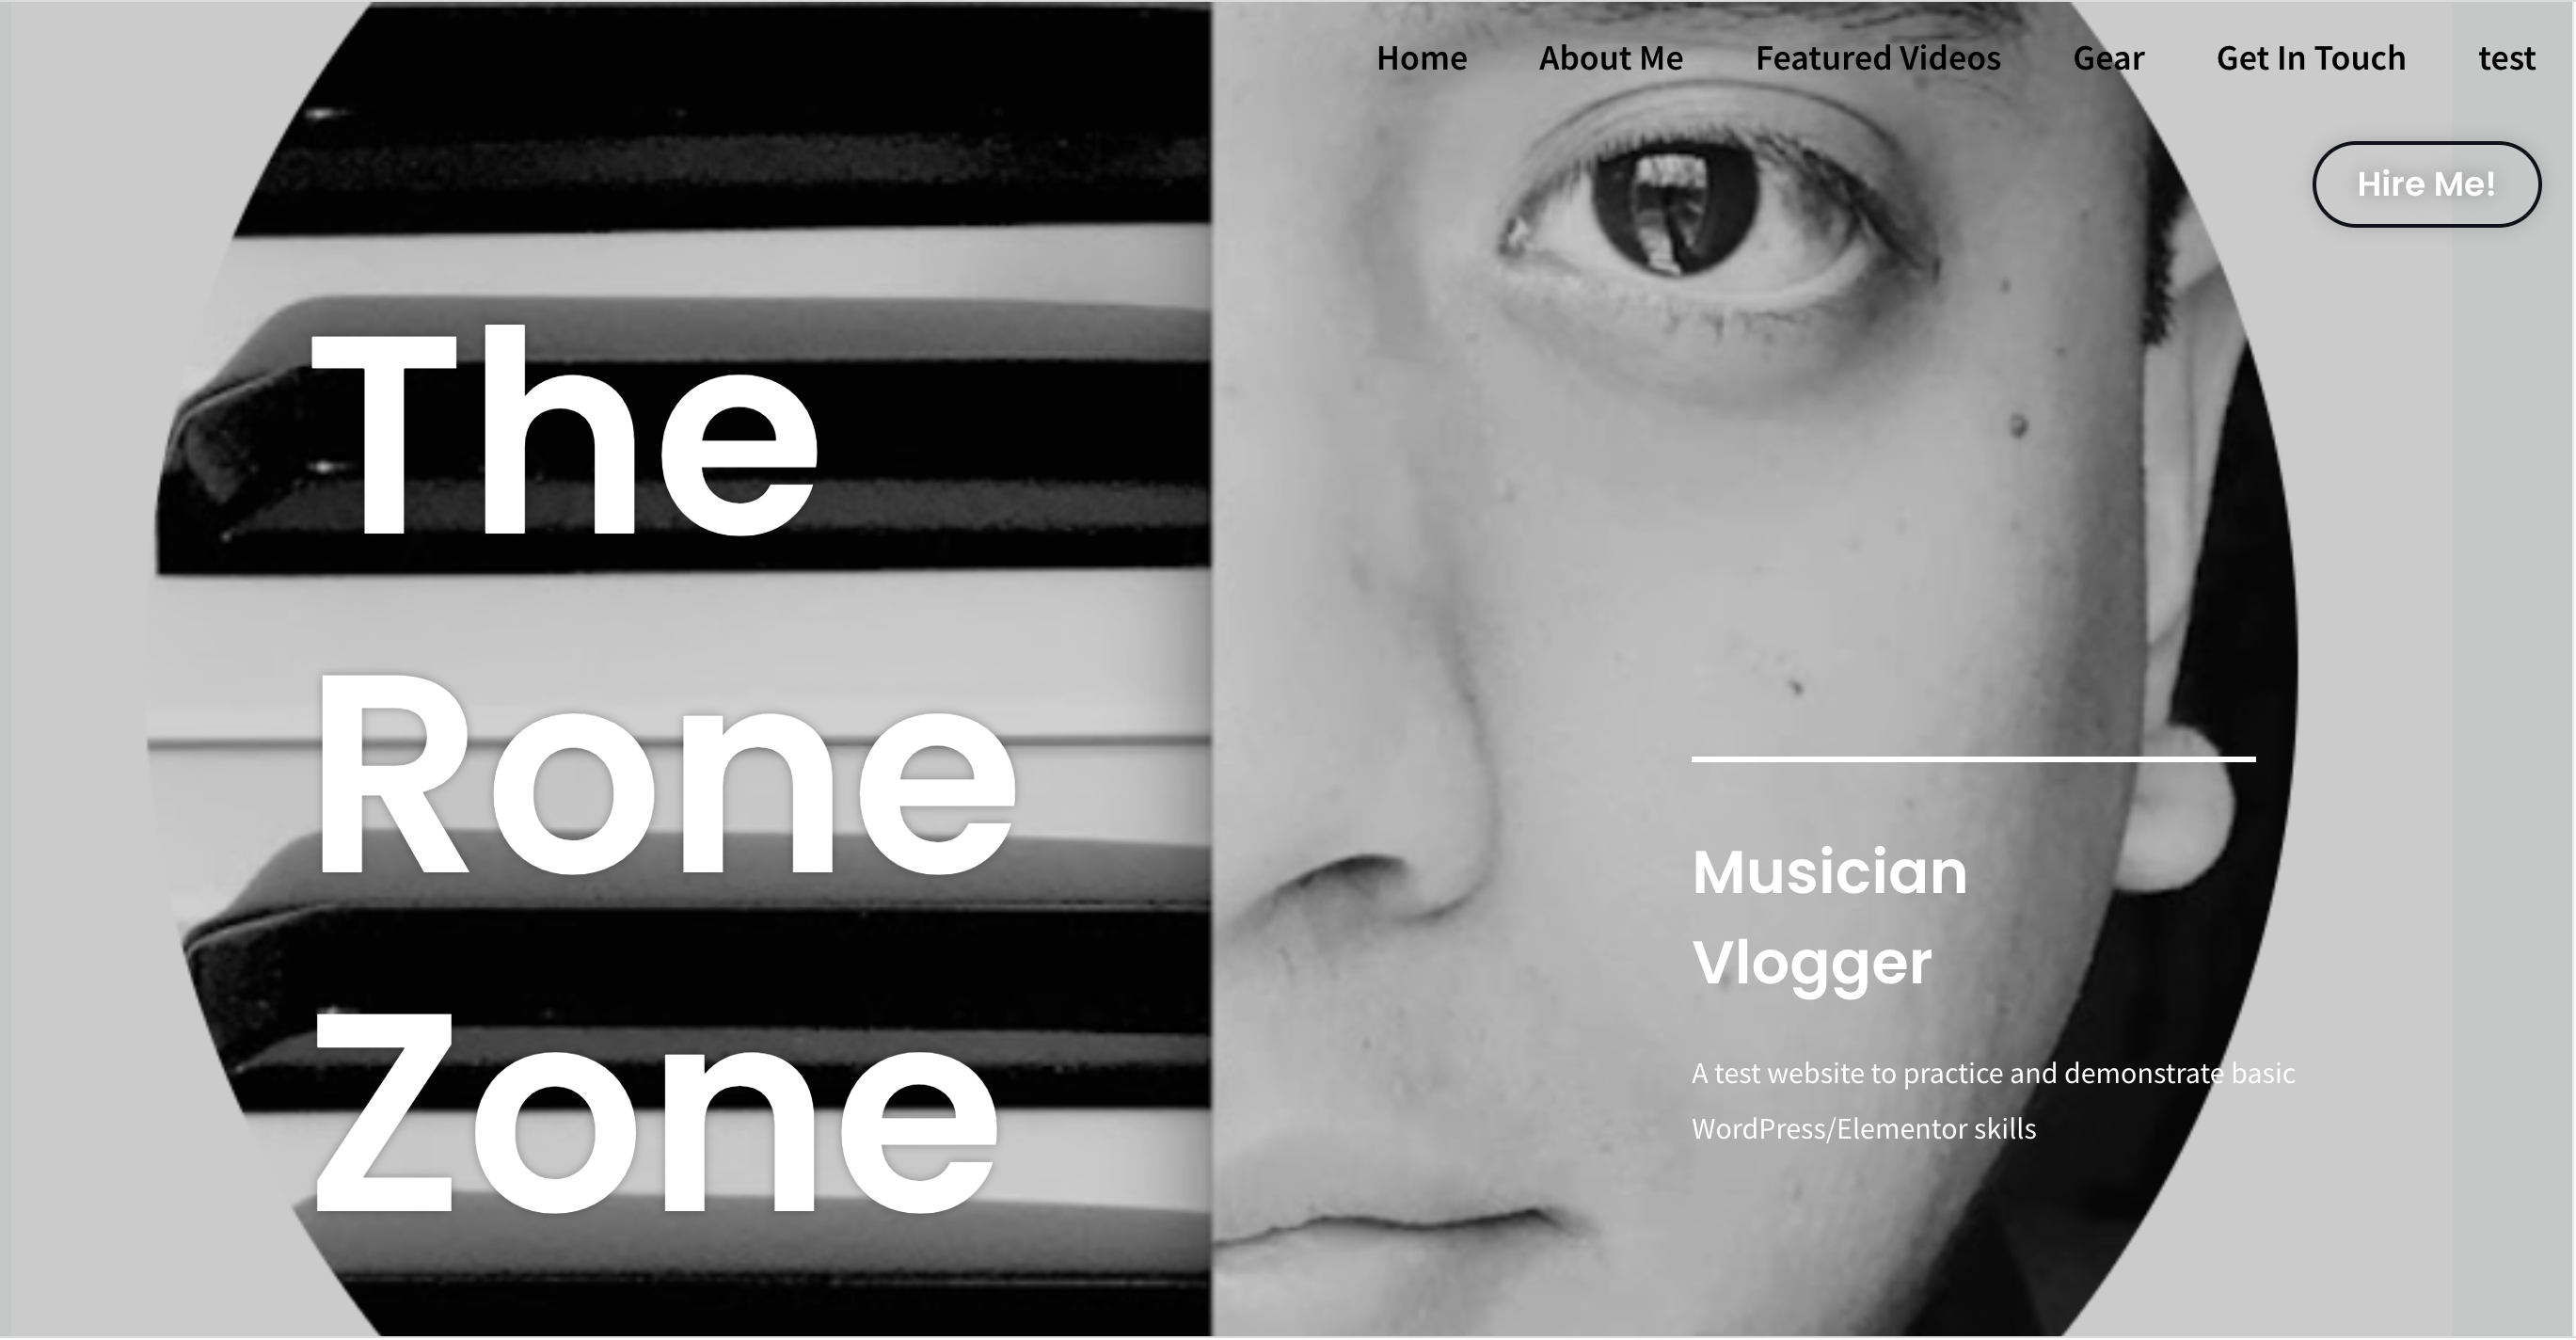 Home About Me Featured Videos Gear Get In Touch test
Hire Me!
The
Rone
Zone
Musician
Vlogger
A test website to practice and demonstrate basic
WordPress/Elementor skills